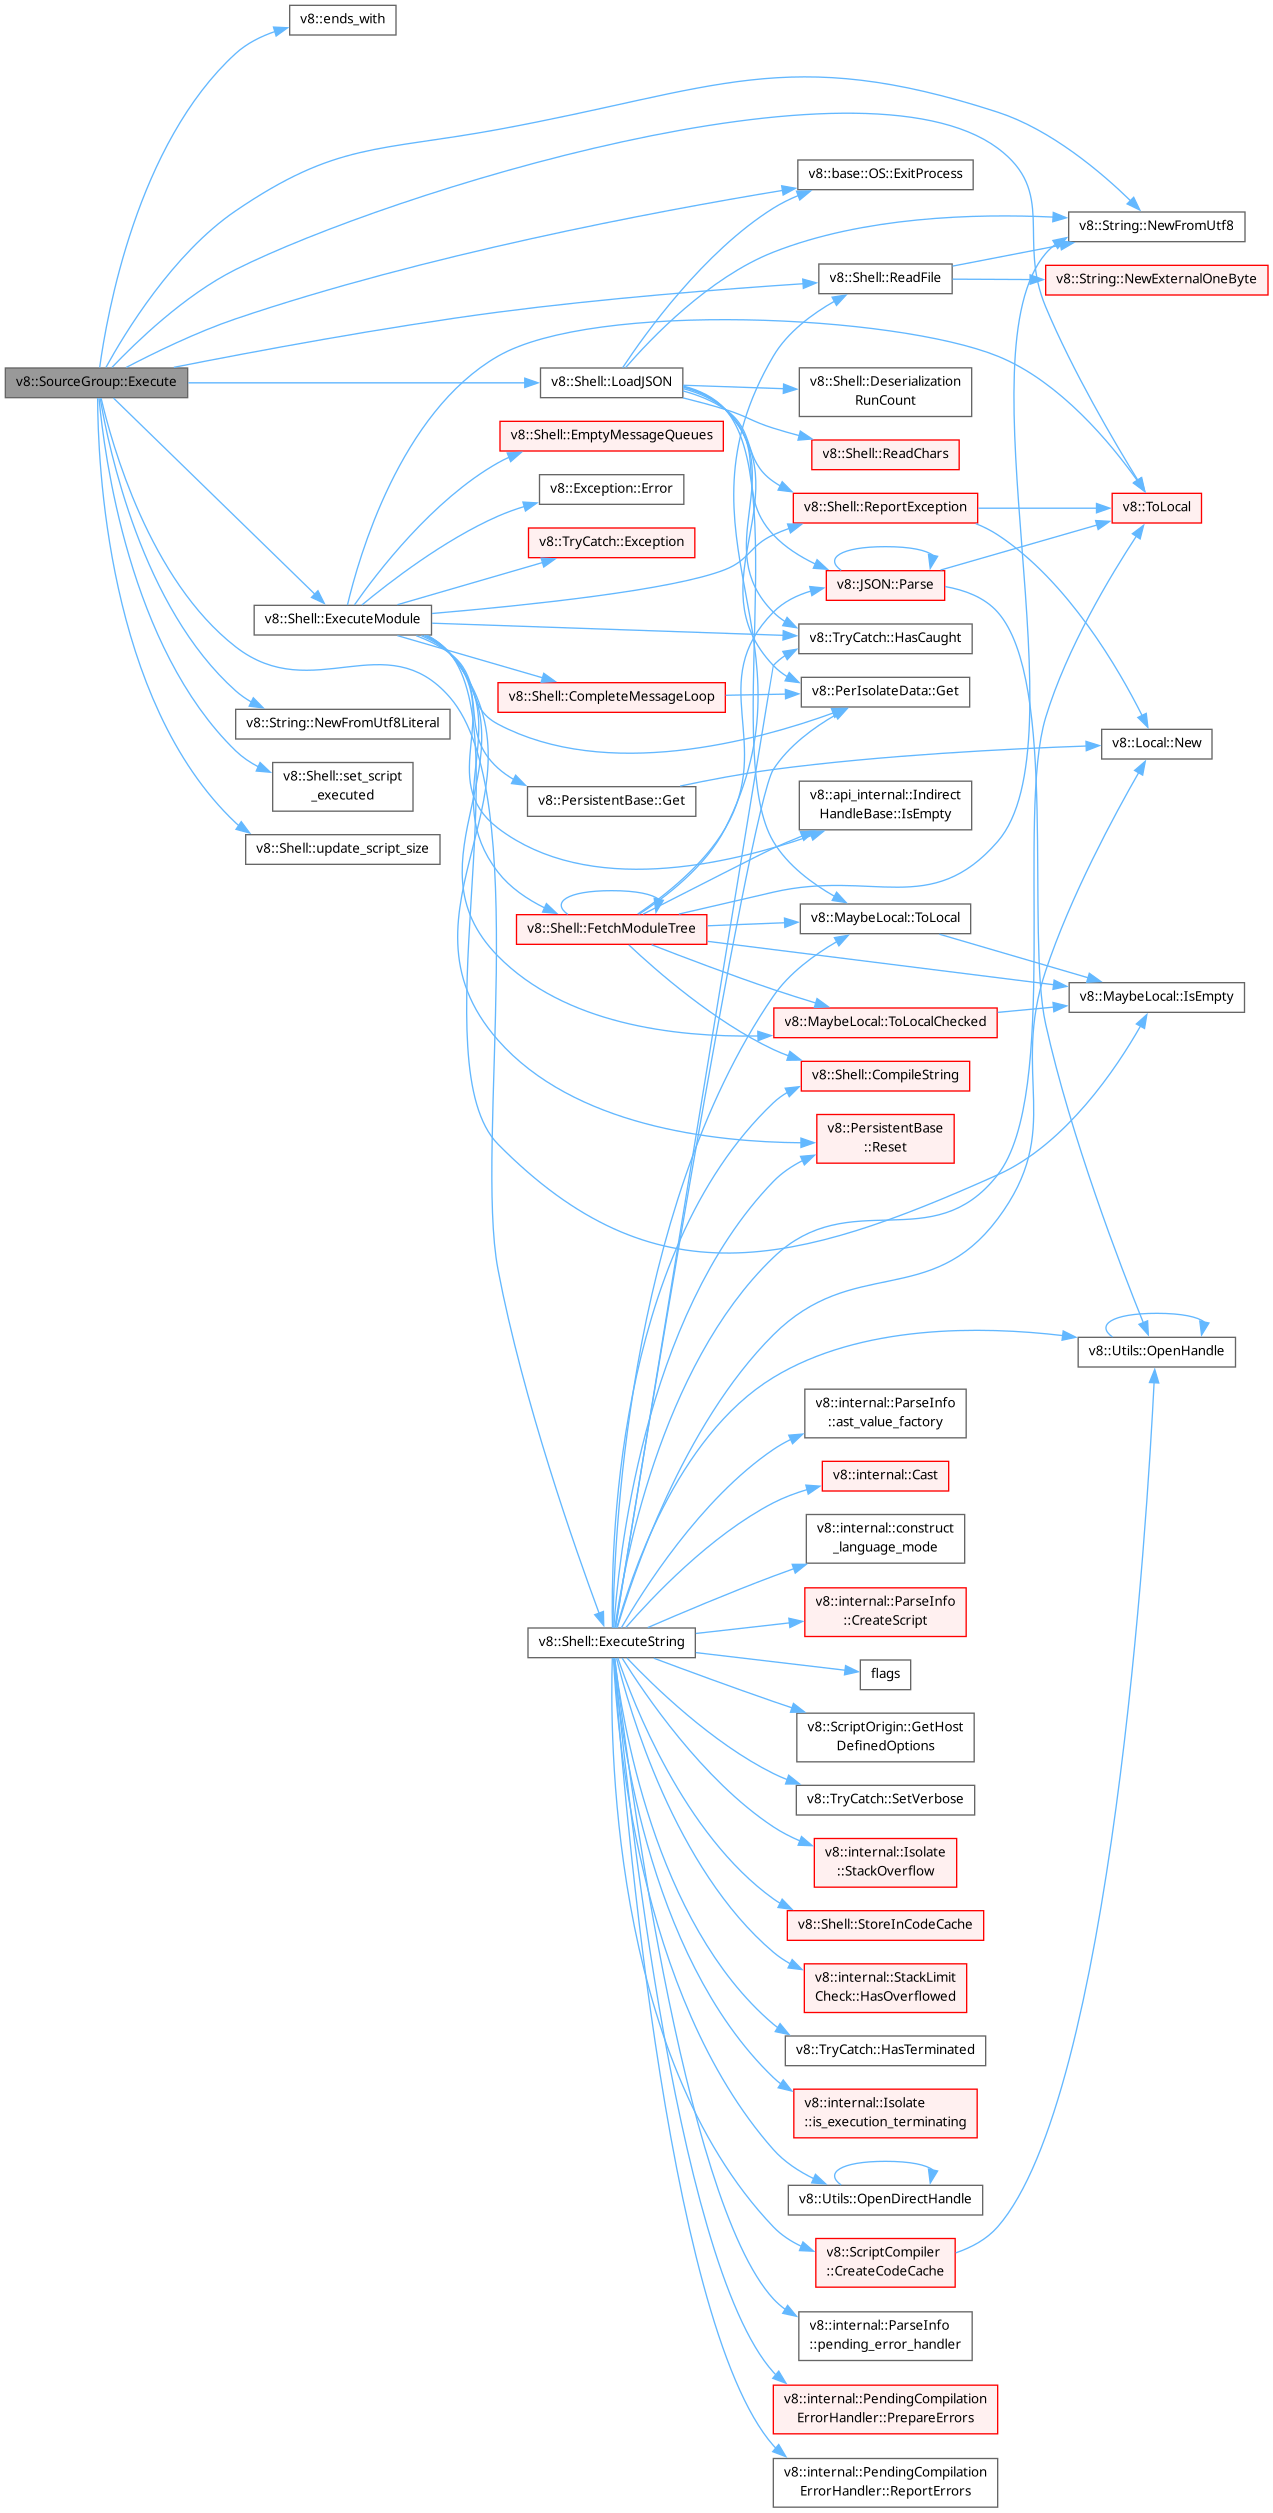 v8::ends_with
v8::base::OS::ExitProcess
v8::String::NewFromUtf8
v8::Shell::ReadFile
v8::String::NewExternalOneByte
v8::SourceGroup::Execute
v8::Shell::LoadJSON
v8::Shell::Deserialization
RunCount
v8::Shell::EmptyMessageQueues
v8::Shell::ReadChars
v8::Exception::Error
v8::Shell::ReportException
v8::ToLocal
v8::TryCatch::Exception
v8::JSON::Parse
v8::Shell::ExecuteModule
v8::TryCatch::HasCaught
v8::Shell::CompleteMessageLoop
v8::PerIsolateData::Get
v8::String::NewFromUtf8Literal
v8::Local::New
v8::Shell::set_script
_executed
v8::PersistentBase::Get
v8::api_internal::Indirect
HandleBase::IsEmpty
v8::Shell::update_script_size
v8::Shell::FetchModuleTree
v8::MaybeLocal::ToLocal
v8::MaybeLocal::IsEmpty
v8::MaybeLocal::ToLocalChecked
v8::Shell::CompileString
v8::PersistentBase
::Reset
v8::Utils::OpenHandle
v8::internal::ParseInfo
::ast_value_factory
v8::internal::Cast
v8::internal::construct
_language_mode
v8::internal::ParseInfo
::CreateScript
v8::Shell::ExecuteString
flags
v8::ScriptOrigin::GetHost
DefinedOptions
v8::TryCatch::SetVerbose
v8::internal::Isolate
::StackOverflow
v8::Shell::StoreInCodeCache
v8::internal::StackLimit
Check::HasOverflowed
v8::TryCatch::HasTerminated
v8::internal::Isolate
::is_execution_terminating
v8::Utils::OpenDirectHandle
v8::ScriptCompiler
::CreateCodeCache
v8::internal::ParseInfo
::pending_error_handler
v8::internal::PendingCompilation
ErrorHandler::PrepareErrors
v8::internal::PendingCompilation
ErrorHandler::ReportErrors